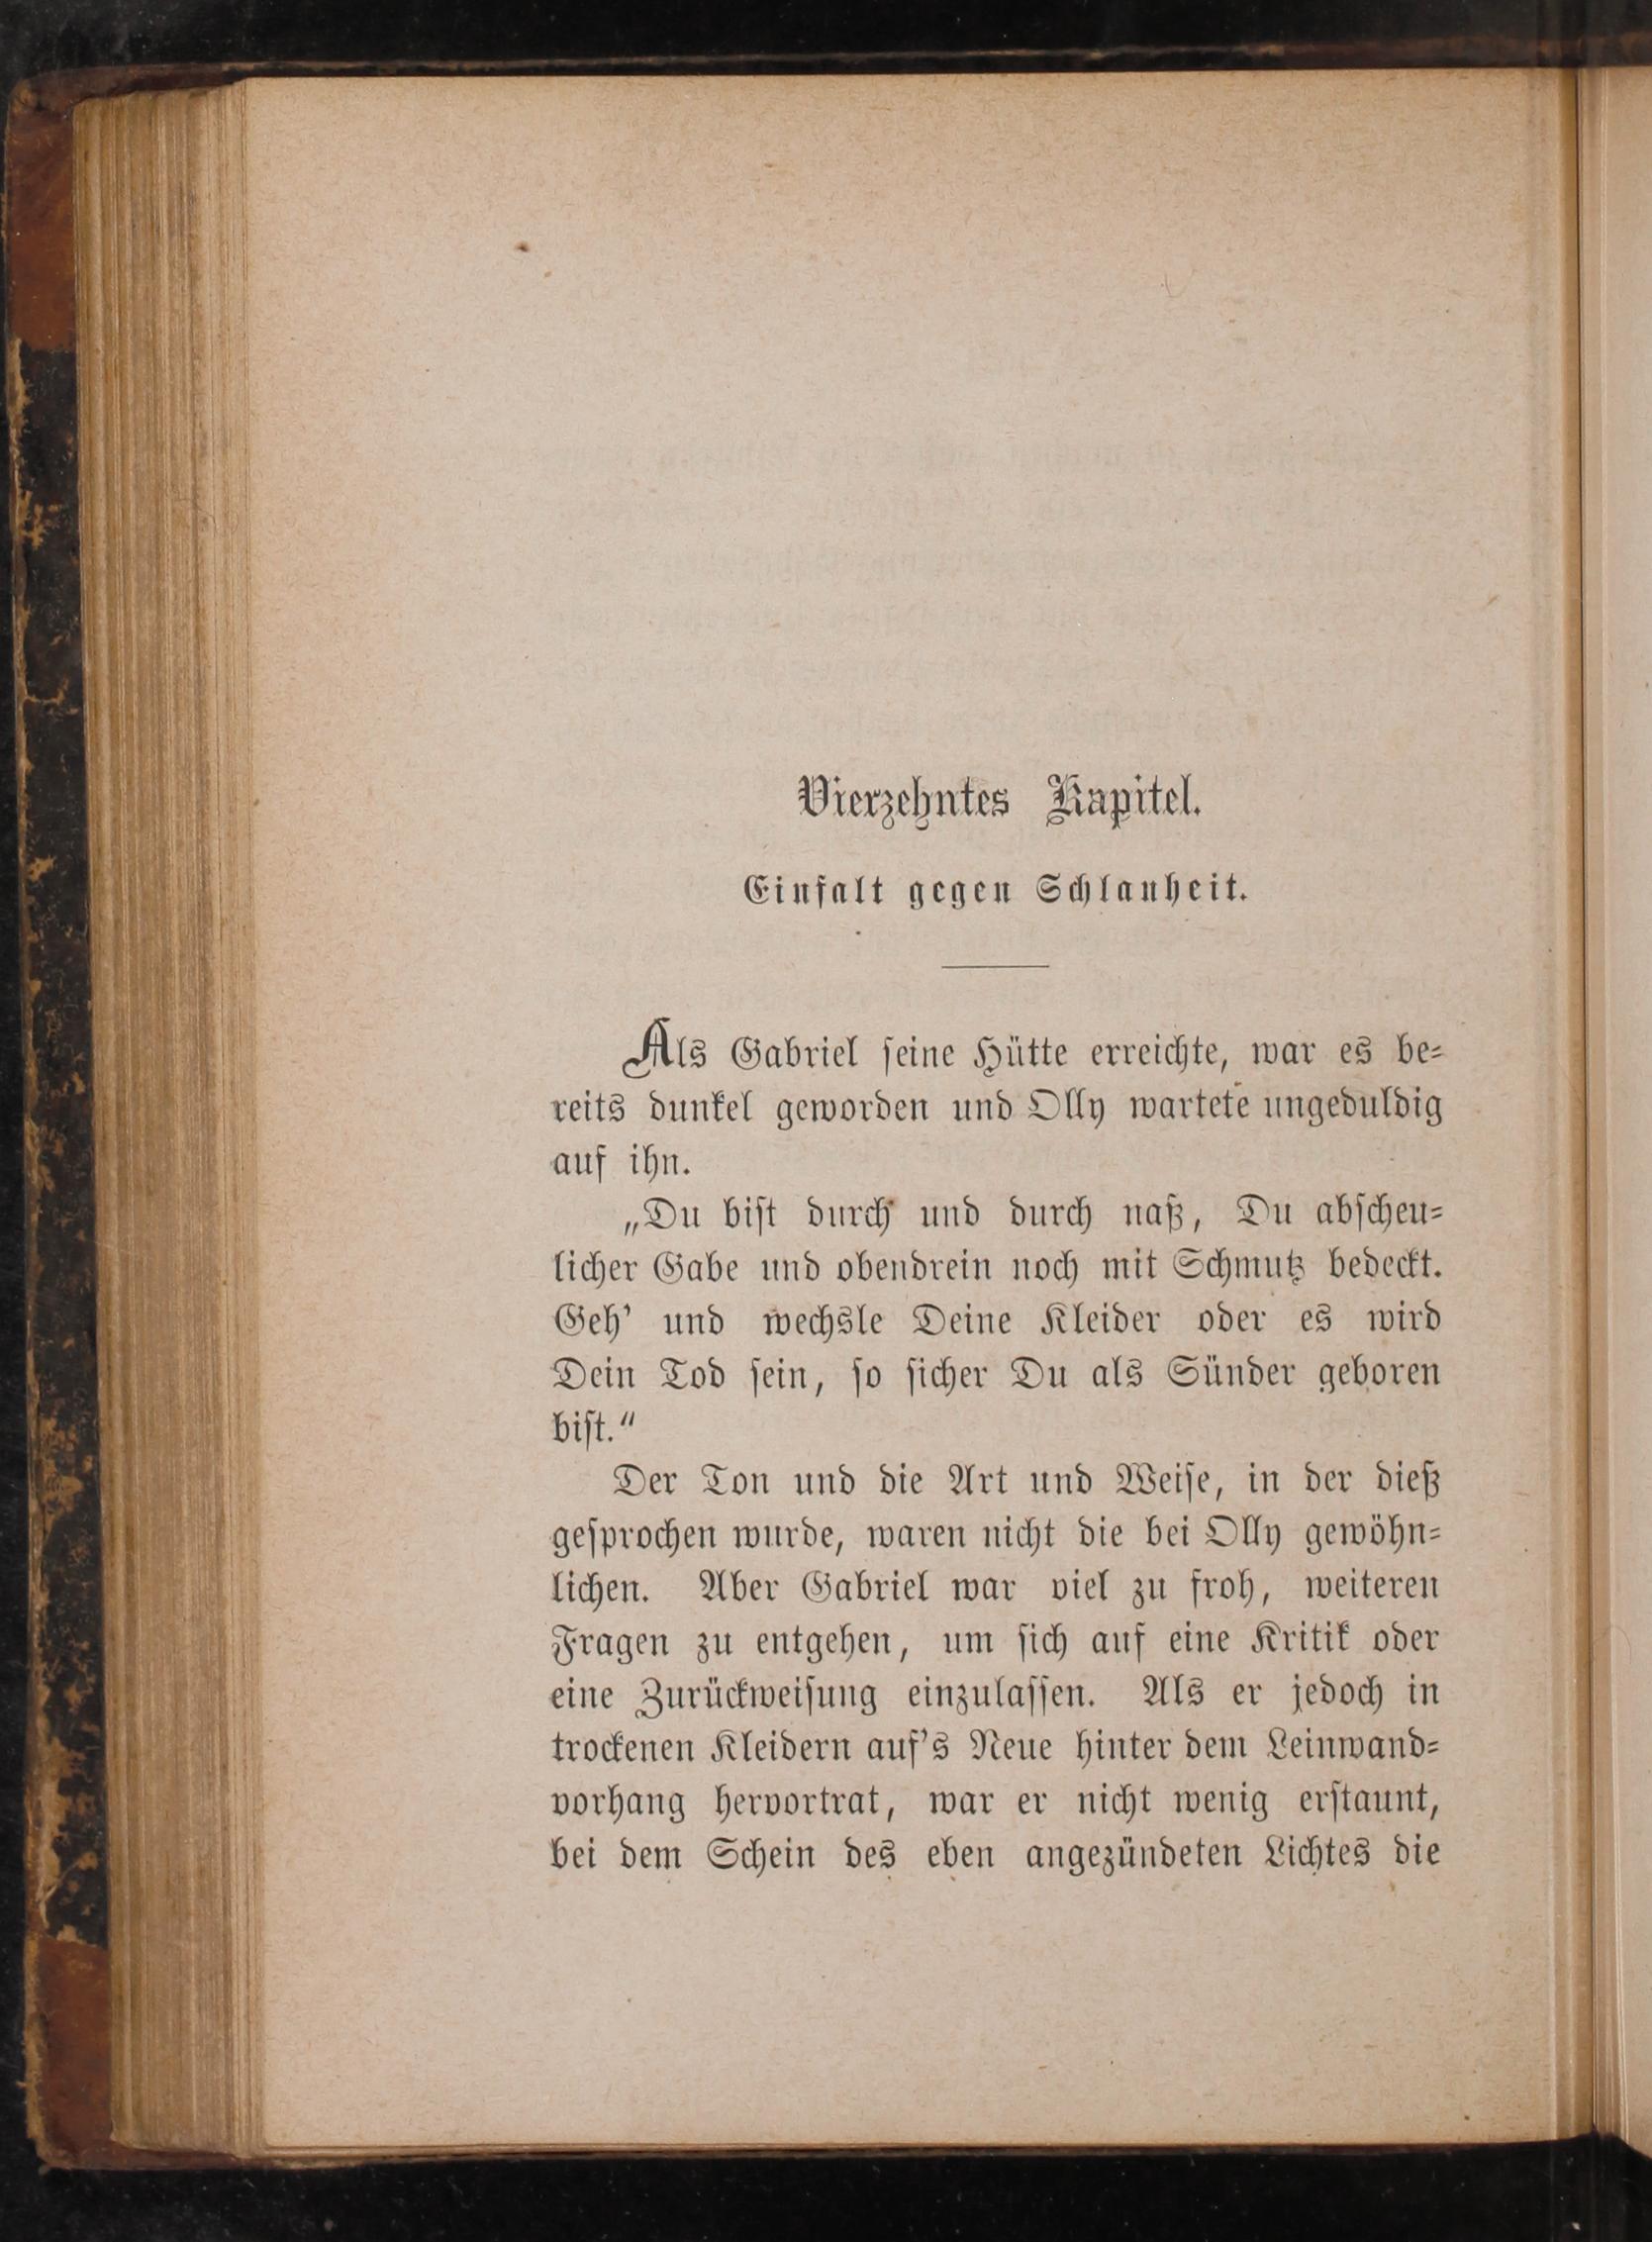 Vierzehntes Kapitel.
Einfalt gegen Schlauheit.
Als Gabriel ſeine Hütte erreichte, war es be⸗
reits dunkel geworden und Olly wartete ungeduldig
auf ihn.
„Du biſt durch und durch naß, Du abſcheu⸗
licher Gabe und obendrein noch mit Schmutz bedeckt.
Geh’ und wechsle Deine Kleider oder es wird
Dein Tod ſein, ſo ſicher Du als Sünder geboren
biſt.“
Der Ton und die Art und Weiſe, in der dieß
geſprochen wurde, waren nicht die bei Olly gewöhn⸗
lichen. Aber Gabriel war viel zu froh, weiteren
Fragen zu entgehen, um ſich auf eine Kritik oder
eine Zurückweiſung einzulaſſen. Als er jedoch in
trockenen Kleidern auf’s Neue hinter dem Leinwand⸗
vorhang hervortrat, war er nicht wenig erſtaunt,
bei dem Schein des eben angezündeten Lichtes die